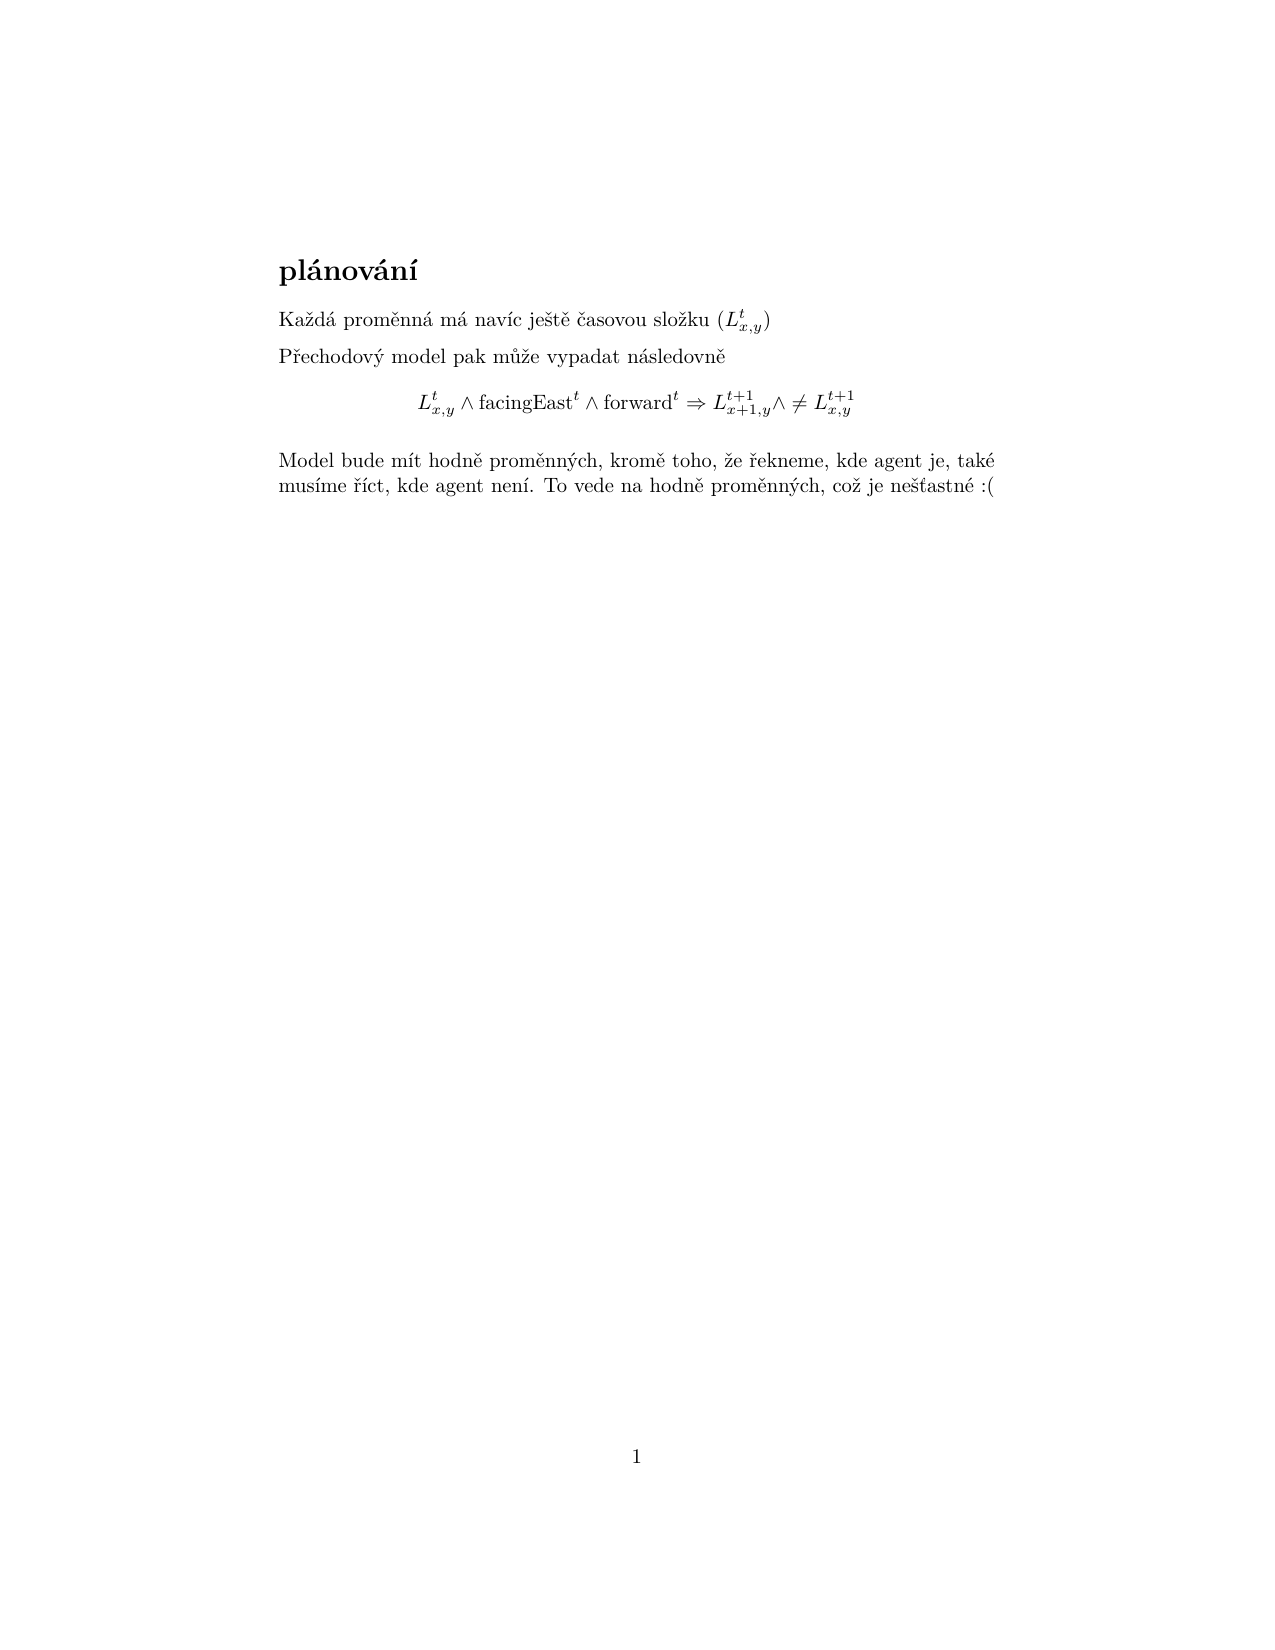 plánování
Každá proměnná má navíc ještě časovou složku ($L^t_{x,y}$)
Přechodový model pak může vypadat následovně
$L^t_{x,y} \wedge \text{facingEast}^t \wedge \text{forward}^t \Rightarrow L^{t+1}_{x+1,y} \wedge \neq L^{t+1}_{x,y}$
Model bude mít hodně proměnných, kromě toho, že řekneme, kde agent je, také
musíme říct, kde agent není. To vede na hodně proměnných, což je nešťastné :(
1